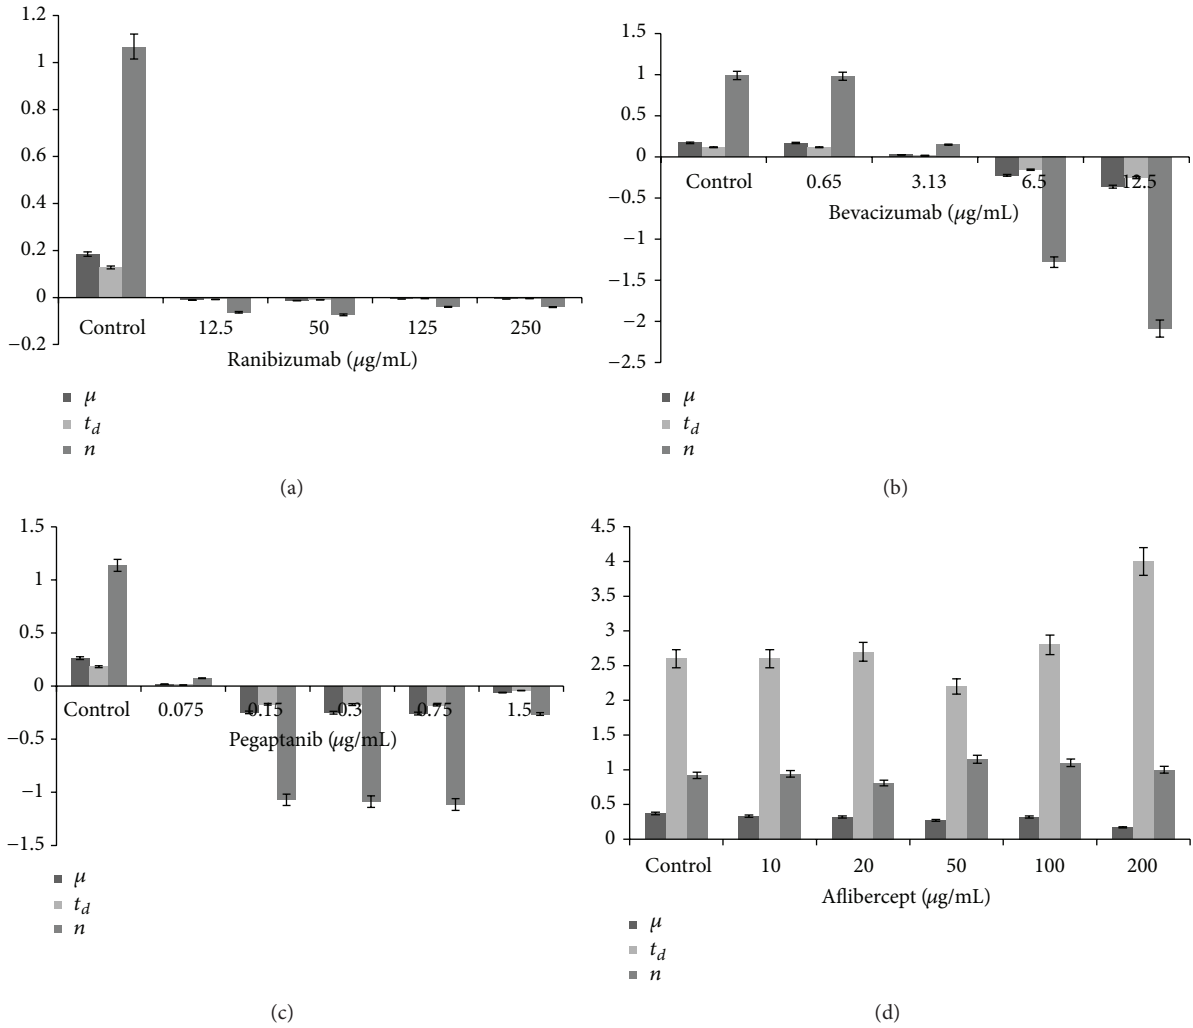 1.2
1
0.8
0.6
0.4
0.2
0
−0.2
Control 12.5 50 125 250
Ranibizumab (μg/mL)
μ
t_d
n
(a)
1.5
1
0.5
0
−0.5
−1
−1.5
−2
−2.5
Control 0.65 3.13 6.5 12.5
Bevacizumab (μg/mL)
μ
t_d
n
(b)
1.5
1
0.5
0
−0.5
−1
−1.5
Control 0.075 0.15 0.3 0.75 1.5
Pegaptanib (μg/mL)
μ
t_d
n
(c)
4.5
4
3.5
3
2.5
2
1.5
1
0.5
0
Control 10 20 50 100 200
Aflibercept (μg/mL)
μ
t_d
n
(d)